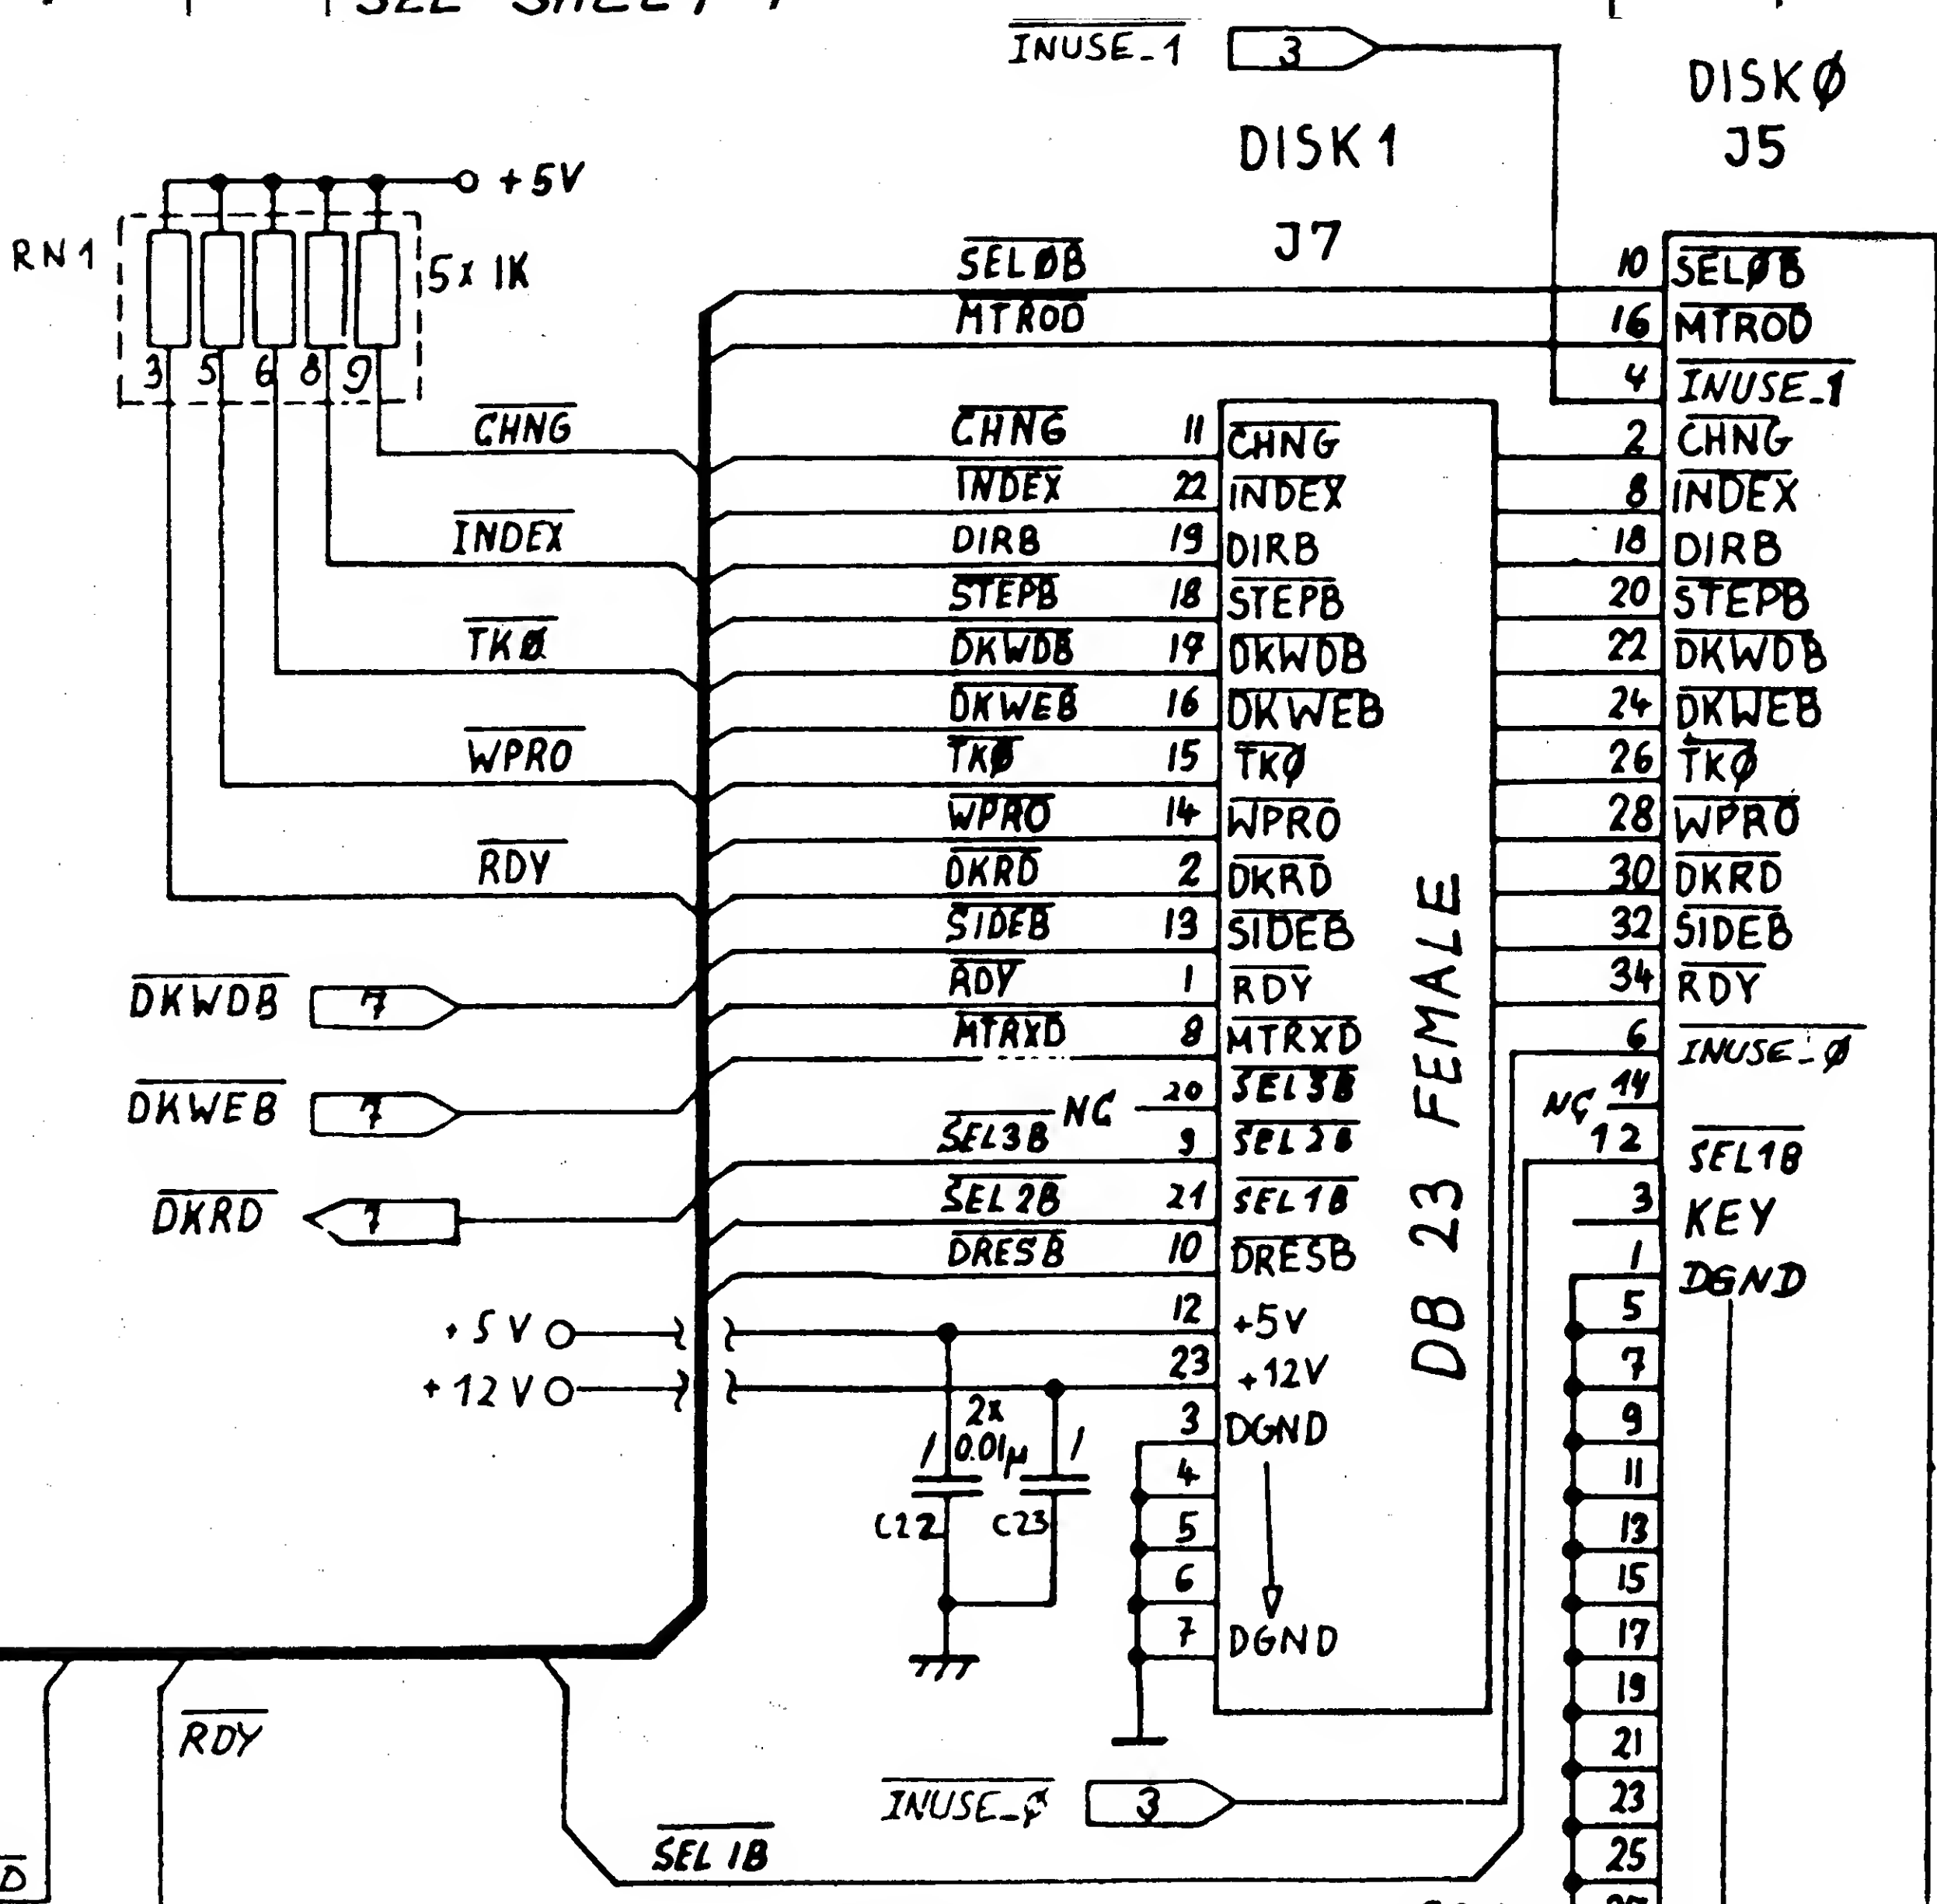 SEE SHEET
INUSE_1 3
DISK Ø
J5
DISK 1
J7
+5V
RN1
5x 1K
3 5 6 8 9
SELØB
10 SELØB
MTROD
16 MTROD
4 INUSE_1
CHNG
CHNG 11 CHNG
2 CHNG
INDEX 22 INDEX
8 INDEX
INDEX
DIRB 19 DIRB
18 DIRB
STEPB 18 STEPB
20 STEPB
TKØ
DKWDB 17 DKWDB
22 DKWDB
DKWEB 16 DKWEB
24 DKWEB
WPRO
TKØ 15 TKØ
26 TKØ
WPRO 14 WPRO
28 WPRO
RDY
DKRD 2 DKRD
30 DKRD
SIDEB 13 SIDEB
32 SIDEB
DKWDB 7
RDY 1 RDY
34 RDY
MTRXD 8 MTRXD
6 INUSE_Ø
DKWEB 7
NC 20 SEL3B
NC 14
SEL3B 9 SEL2B
12 SEL1B
DKRD 7
SEL2B 21 SEL1B
3 KEY
DRESB 10 DRESB
1 DGND
+5V
12 +5V
5
+12V
23 +12V
7
DB 23 FEMALE
2x
0.01µ
3 DGND
9
4
11
C22 C23
5
13
6
15
7 DGND
17
19
RDY
21
INUSE_Ø 3
23
SEL1B
25
D
27